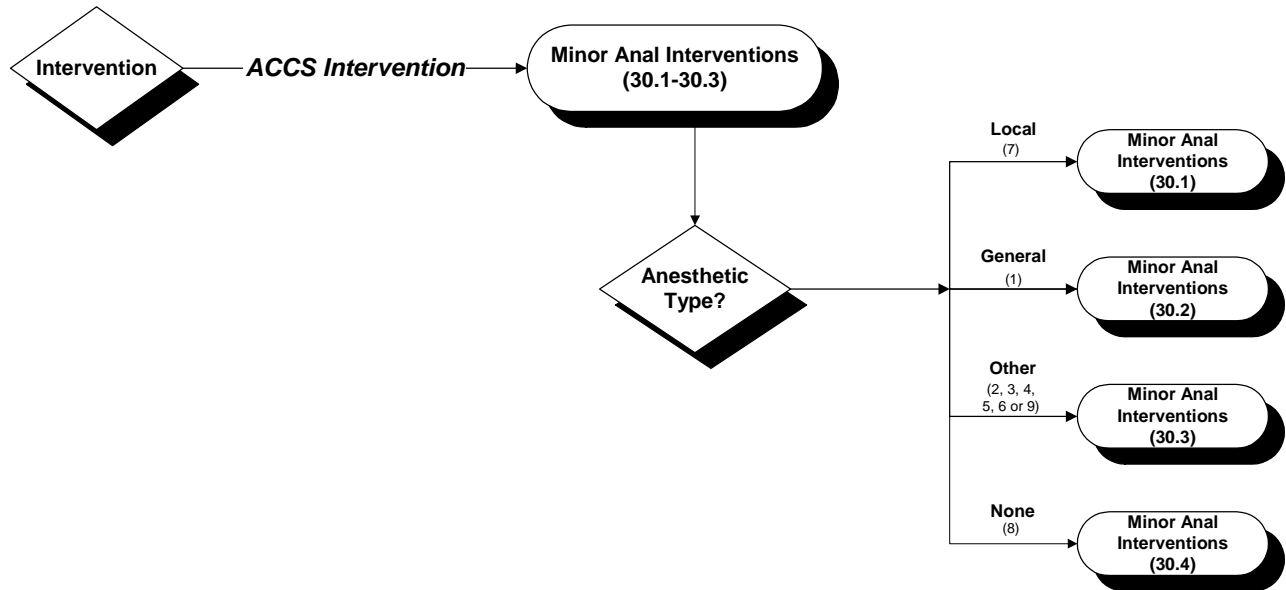 Intervention
ACCS Intervention
Minor Anal Interventions
(30.1-30.3)
Anesthetic
Type?
Local
(7)
Minor Anal
Interventions
(30.1)
General
(1)
Minor Anal
Interventions
(30.2)
Other
(2, 3, 4,
5, 6 or 9)
Minor Anal
Interventions
(30.3)
None
(8)
Minor Anal
Interventions
(30.4)